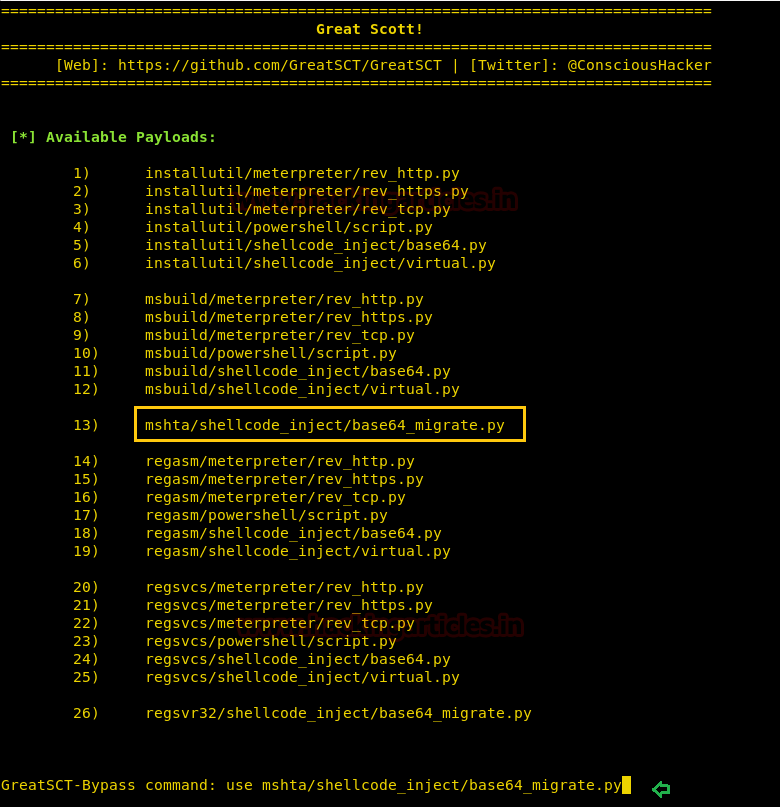 ===============================================================================
Great Scott!
===============================================================================
[Web]: https://github.com/GreatSCT/GreatSCT | [Twitter]: @ConsciousHacker
===============================================================================
[*] Available Payloads:
1) installutil/meterpreter/rev_http.py
2) installutil/meterpreter/rev_https.py
3) installutil/meterpreter/rev_tcp.py
4) installutil/powershell/script.py
5) installutil/shellcode_inject/base64.py
6) installutil/shellcode_inject/virtual.py
7) msbuild/meterpreter/rev_http.py
8) msbuild/meterpreter/rev_https.py
9) msbuild/meterpreter/rev_tcp.py
10) msbuild/powershell/script.py
11) msbuild/shellcode_inject/base64.py
12) msbuild/shellcode_inject/virtual.py
13) mshta/shellcode_inject/base64_migrate.py
14) regasm/meterpreter/rev_http.py
15) regasm/meterpreter/rev_https.py
16) regasm/meterpreter/rev_tcp.py
17) regasm/powershell/script.py
18) regasm/shellcode_inject/base64.py
19) regasm/shellcode_inject/virtual.py
20) regsvcs/meterpreter/rev_http.py
21) regsvcs/meterpreter/rev_https.py
22) regsvcs/meterpreter/rev_tcp.py
23) regsvcs/powershell/script.py
24) regsvcs/shellcode_inject/base64.py
25) regsvcs/shellcode_inject/virtual.py
26) regsvr32/shellcode_inject/base64_migrate.py
GreatSCT-Bypass command: use mshta/shellcode_inject/base64_migrate.py